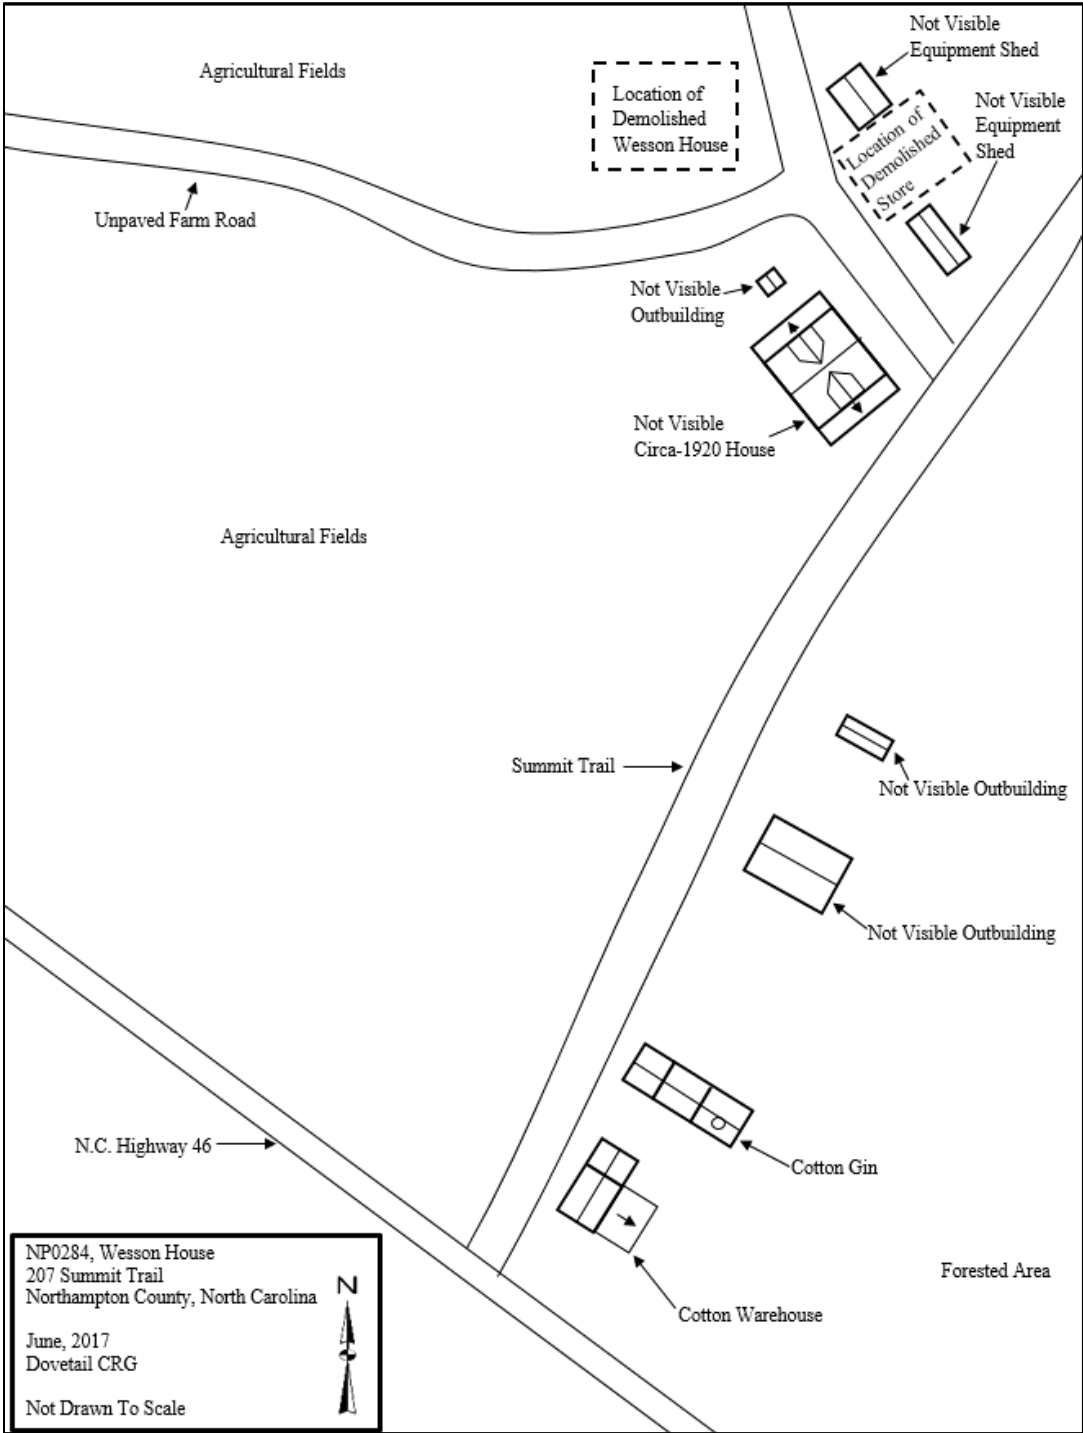 Not Visible
Equipment Shed
Agricultural Fields
Location of
Demolished
Wesson House
Not Visible
Equipment
Shed
Location of
Demolished
Store
Unpaved Farm Road
Not Visible
Outbuilding
Not Visible
Circa-1920 House
Agricultural Fields
Summit Trail
Not Visible Outbuilding
Not Visible Outbuilding
N.C. Highway 46
Cotton Gin
Cotton Warehouse
Forested Area
NP0284, Wesson House
207 Summit Trail
Northampton County, North Carolina
N
June, 2017
Dovetail CRG
Not Drawn To Scale